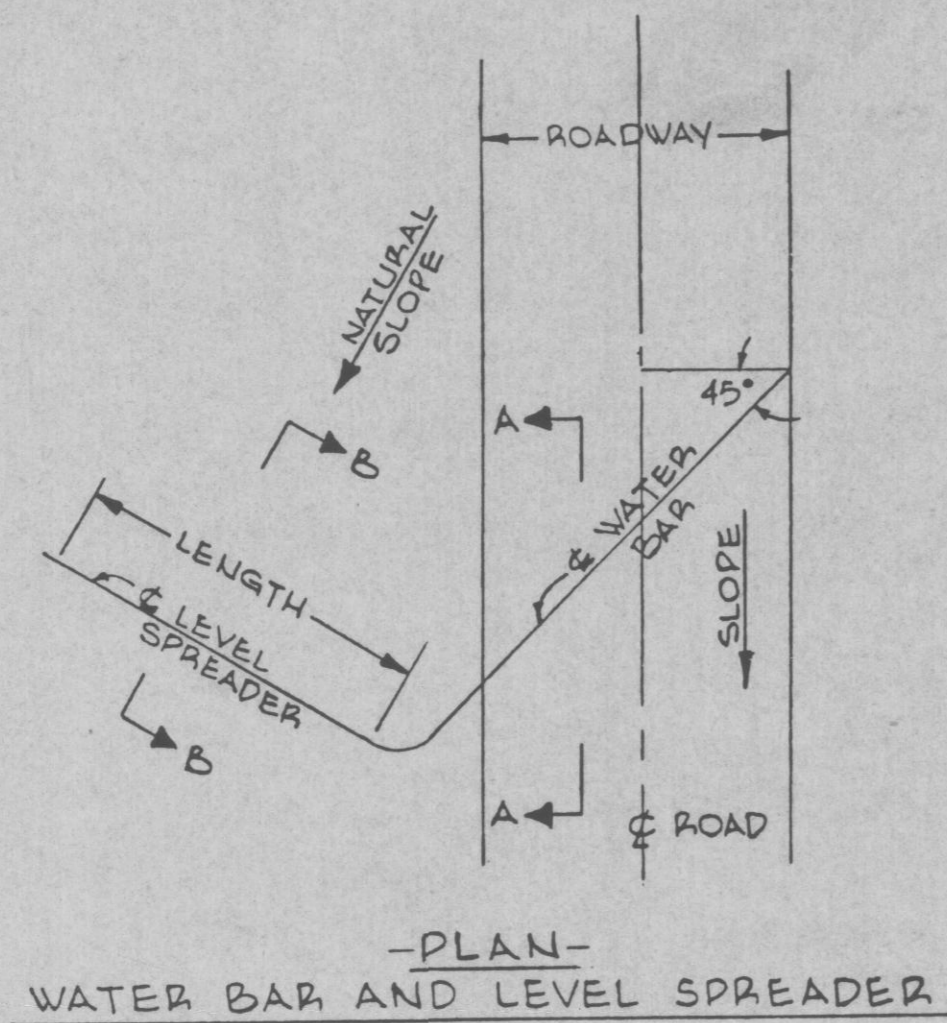 ROADWAY
NATURAL
SLOPE
45°
A
B
℄ WATER
BAR
LENGTH
SLOPE
℄ LEVEL
SPREADER
B
A
℄ ROAD
-PLAN-
WATER BAR AND LEVEL SPREADER